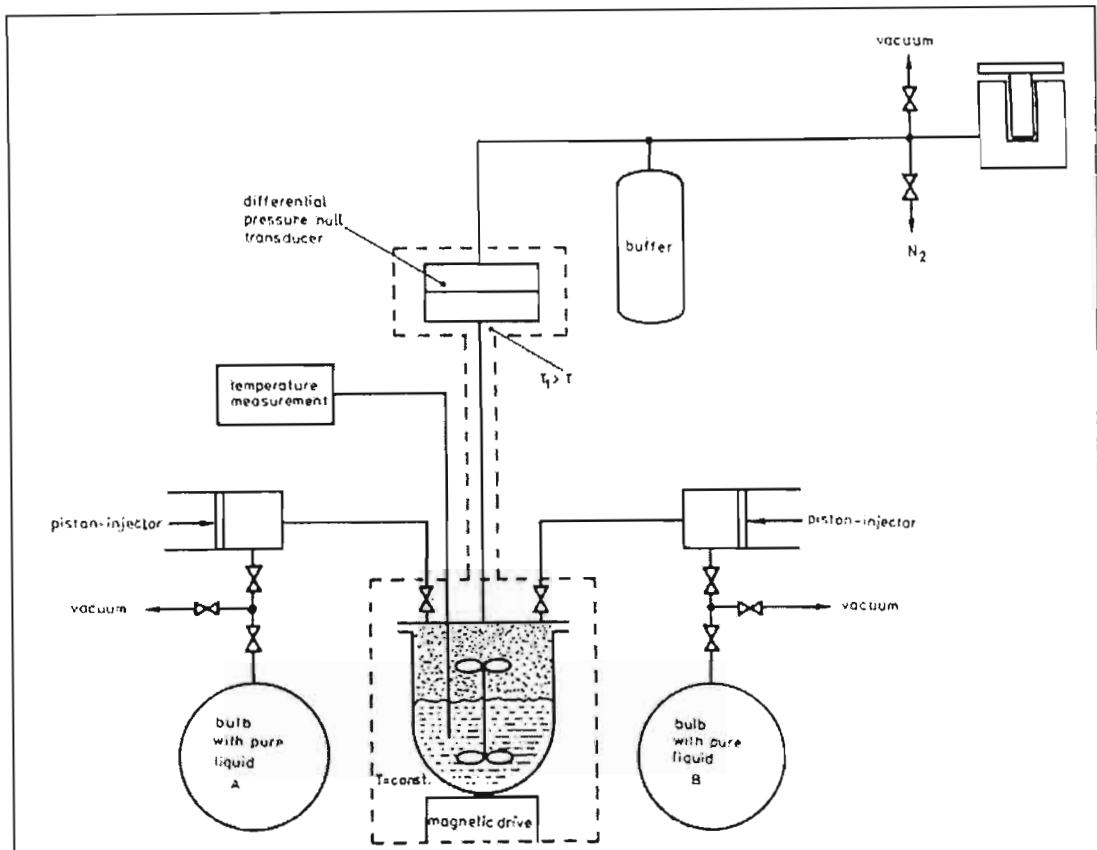 vacuum
N2
buffer
differential
pressure null
transducer
T1 > T
temperature
measurement
piston-injector
piston-injector
vacuum
vacuum
bulb
with pure
liquid
A
bulb
with pure
liquid
B
T=const.
magnetic drive